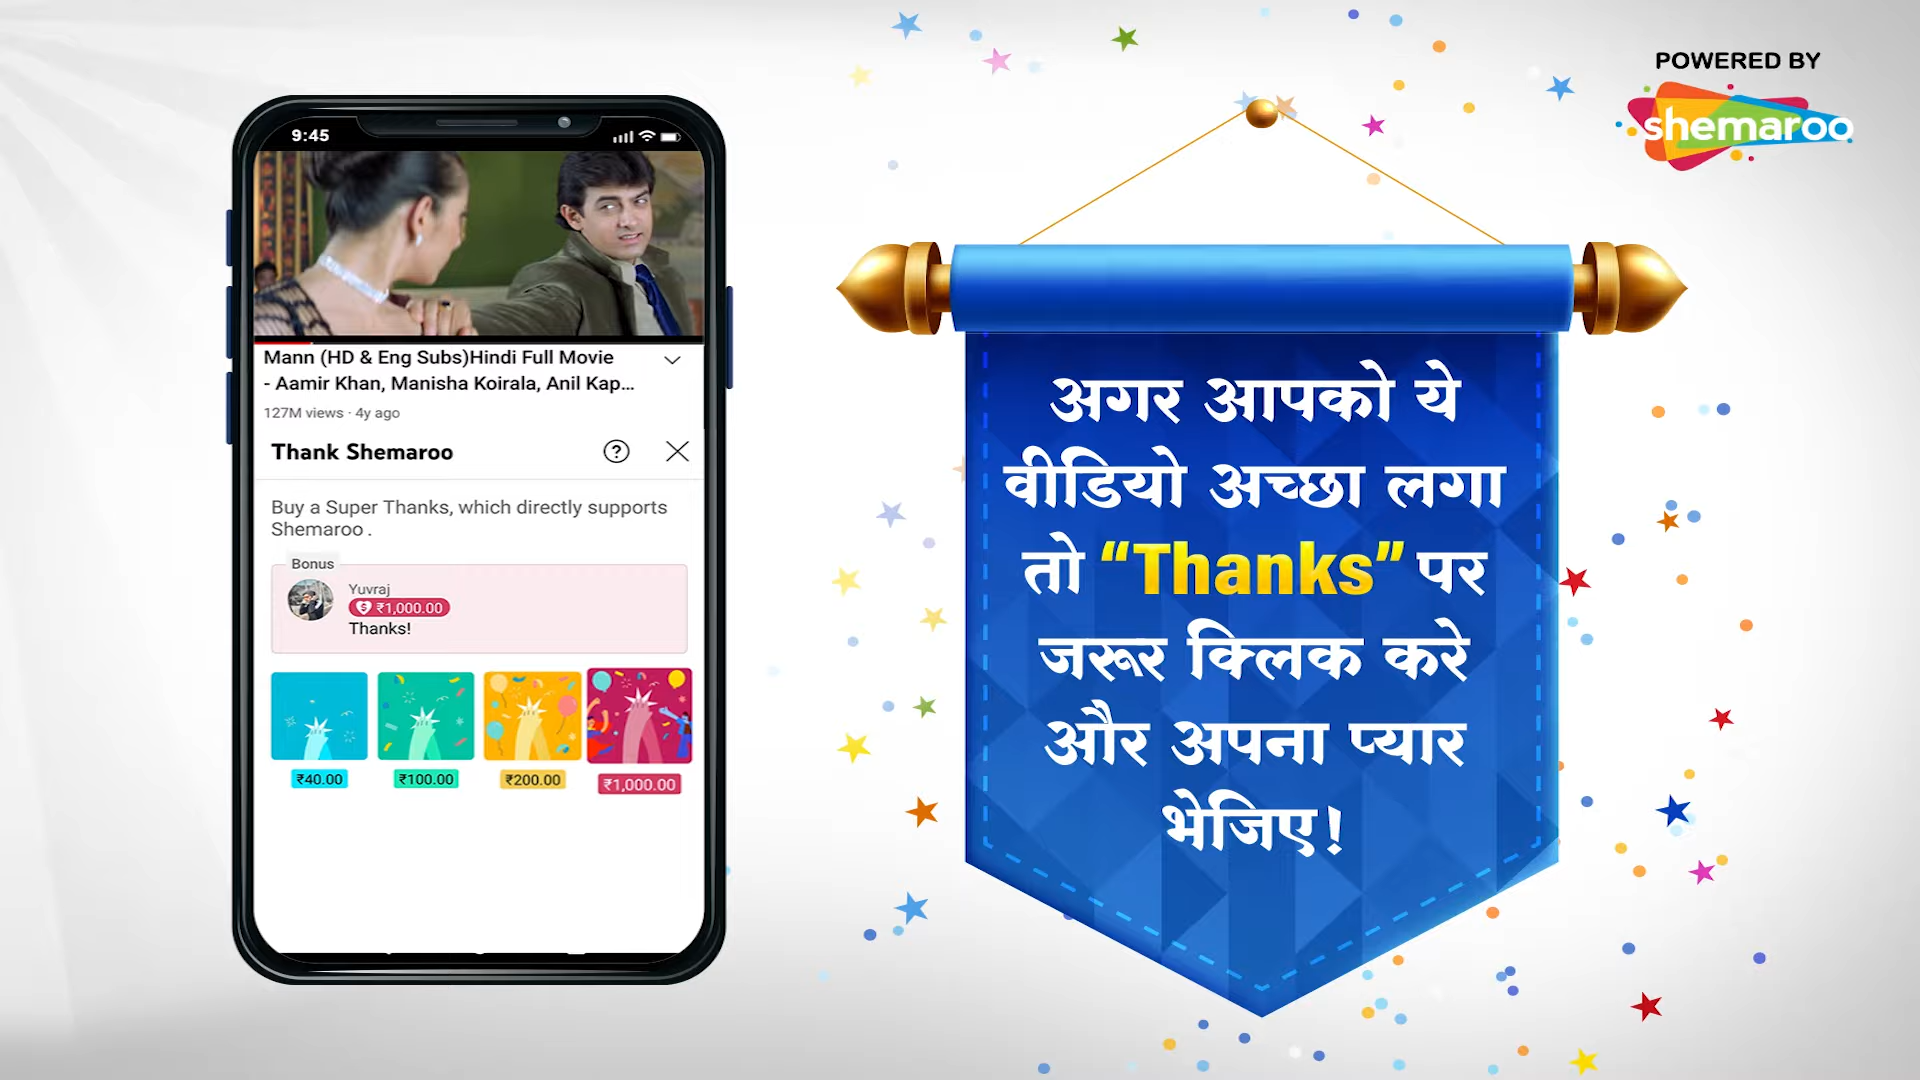 POWERED BY
shemaroo
9:45
Mann (HD & Eng Subs)Hindi Full Movie
- Aamir Khan, Manisha Koirala, Anil Kap...
127M views · 4y ago
Thank Shemaroo
?
Buy a Super Thanks, which directly supports
Shemaroo .
Bonus
Yuvraj
$ ₹1,000.00
Thanks!
₹40.00 ₹100.00 ₹200.00 ₹1,000.00
अगर आपको ये
वीडियो अच्छा लगा
तो “Thanks” पर
जरूर क्लिक करे
और अपना प्यार
भेजिए!